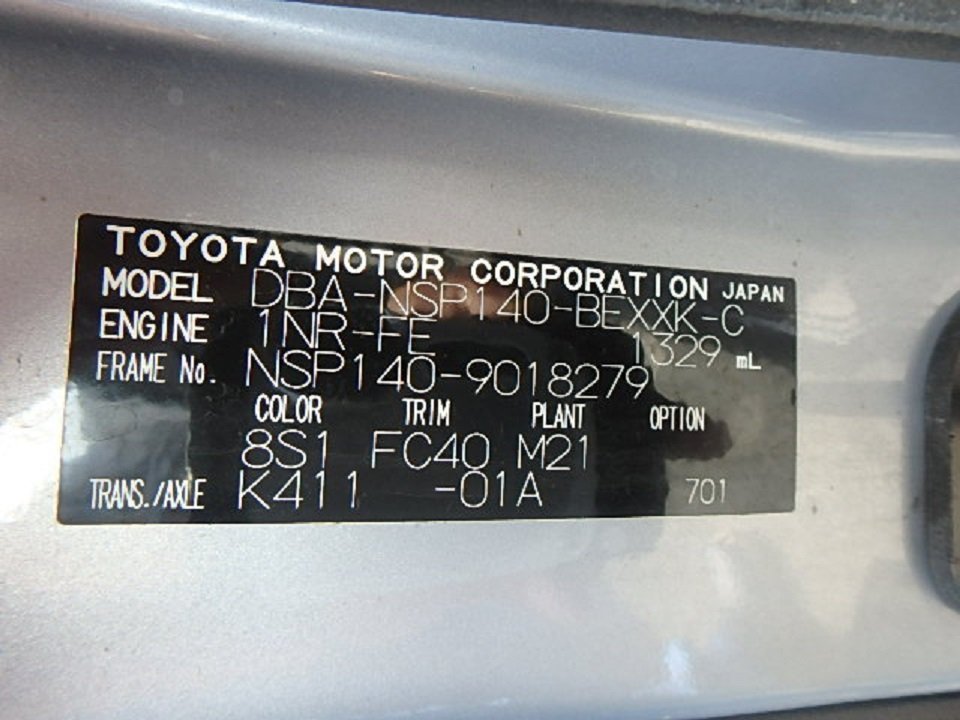 TOYOTA MOTOR CORPORATION JAPAN
MODEL DBA-NSP140-BEXXK-C
ENGINE 1NR-FE 1329 mL
FRAME No. NSP140-9018279
COLOR TRIM PLANT OPTION
8S1 FC40 M21
TRANS./AXLE K411 -01A 701